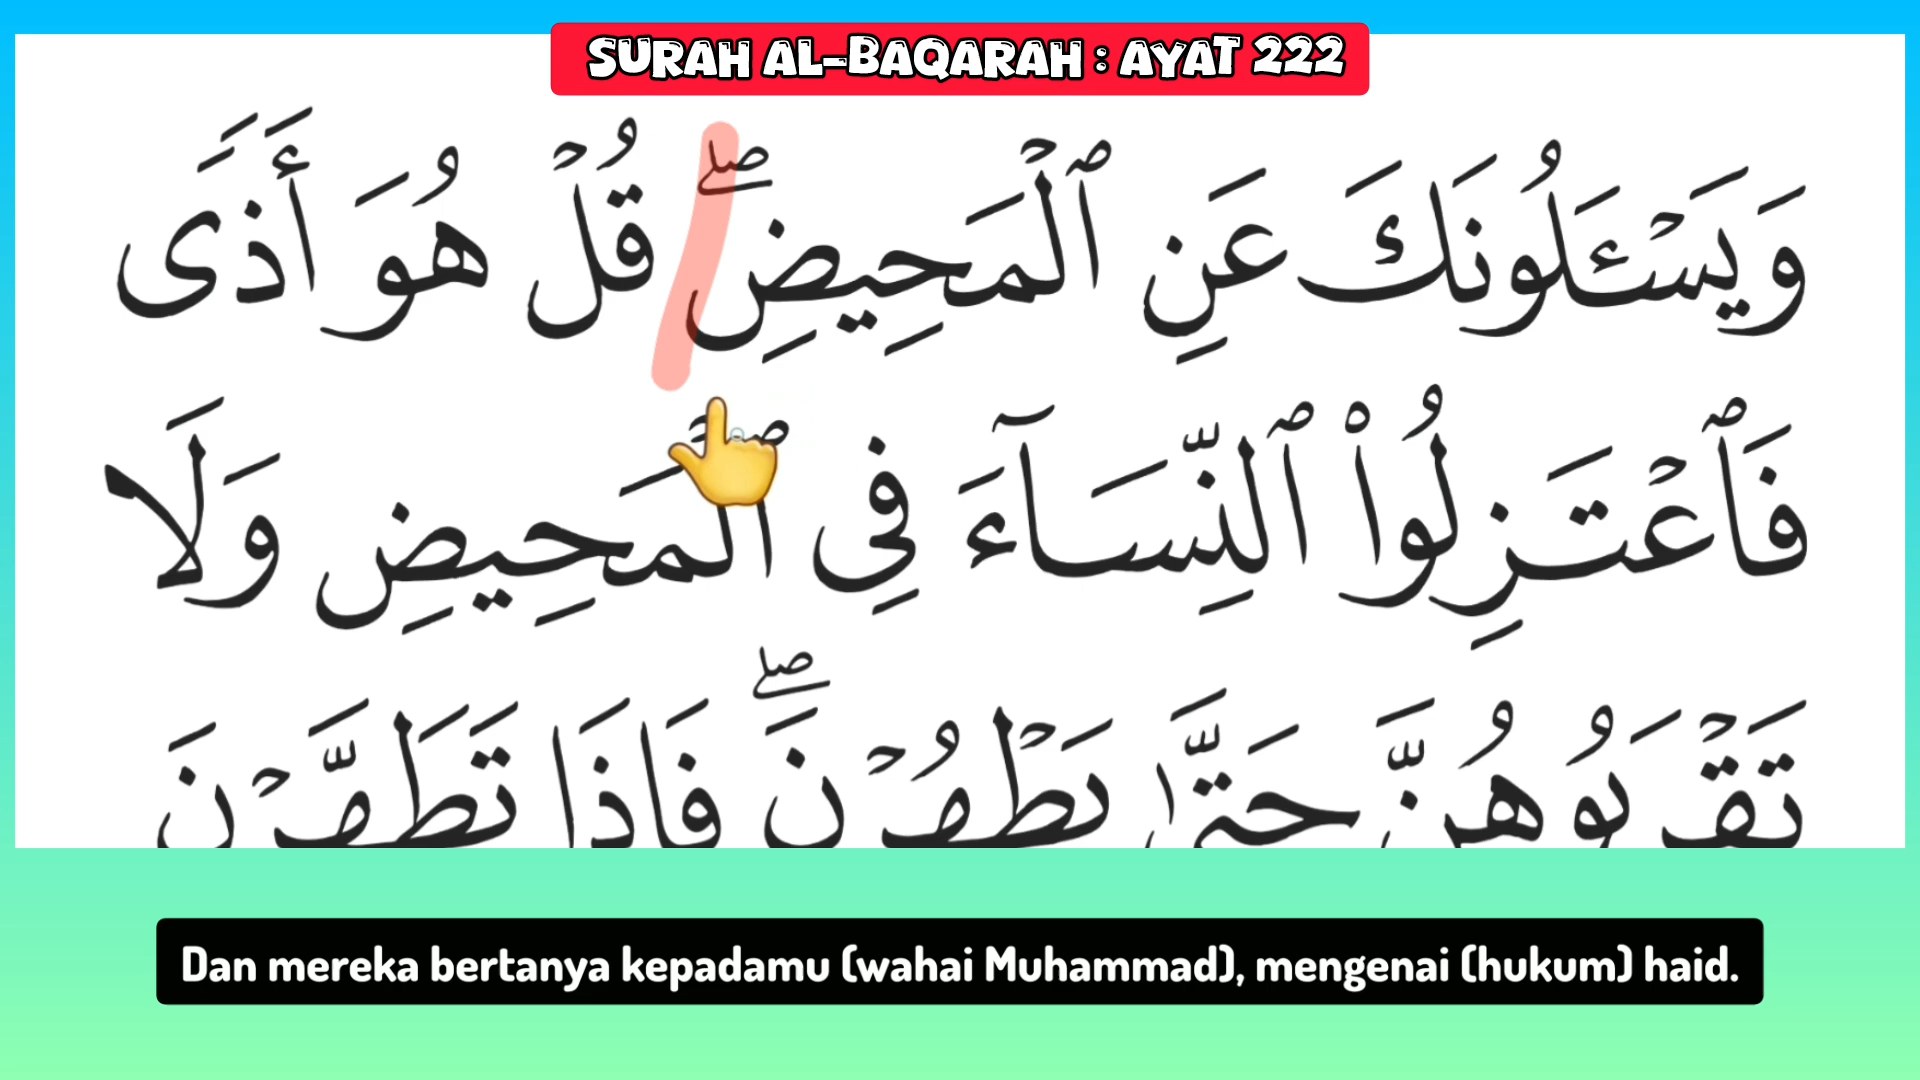 SURAH AL-BAQARAH : AYAT 222
وَيَسْـَٔلُونَكَ عَنِ ٱلْمَحِيضِ ۖ قُلْ هُوَ أَذًى
فَٱعْتَزِلُوا۟ ٱلنِّسَآءَ فِى ٱلْمَحِيضِ وَلَا
تَقْرَبُوهُنَّ حَتَّىٰ يَطْهُرْنَ ۖ فَإِذَا تَطَهَّرْنَ
Dan mereka bertanya kepadamu (wahai Muhammad), mengenai (hukum) haid.